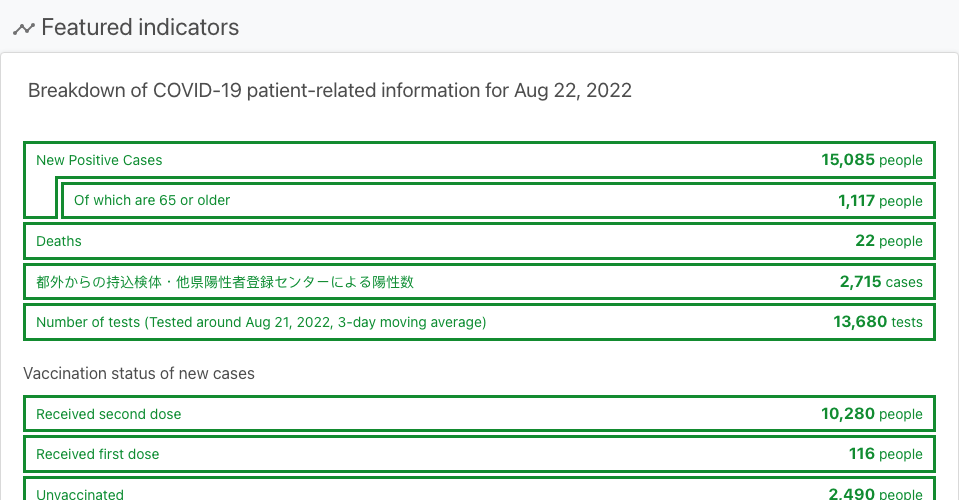 Featured indicators
Breakdown of COVID-19 patient-related information for Aug 22, 2022
New Positive Cases 15,085 people
Of which are 65 or older 1,117 people
Deaths 22 people
都外からの持込検体・他県陽性者登録センターによる陽性数 2,715 cases
Number of tests (Tested around Aug 21, 2022, 3-day moving average) 13,680 tests
Vaccination status of new cases
Received second dose 10,280 people
Received first dose 116 people
Unvaccinated 2,490 people